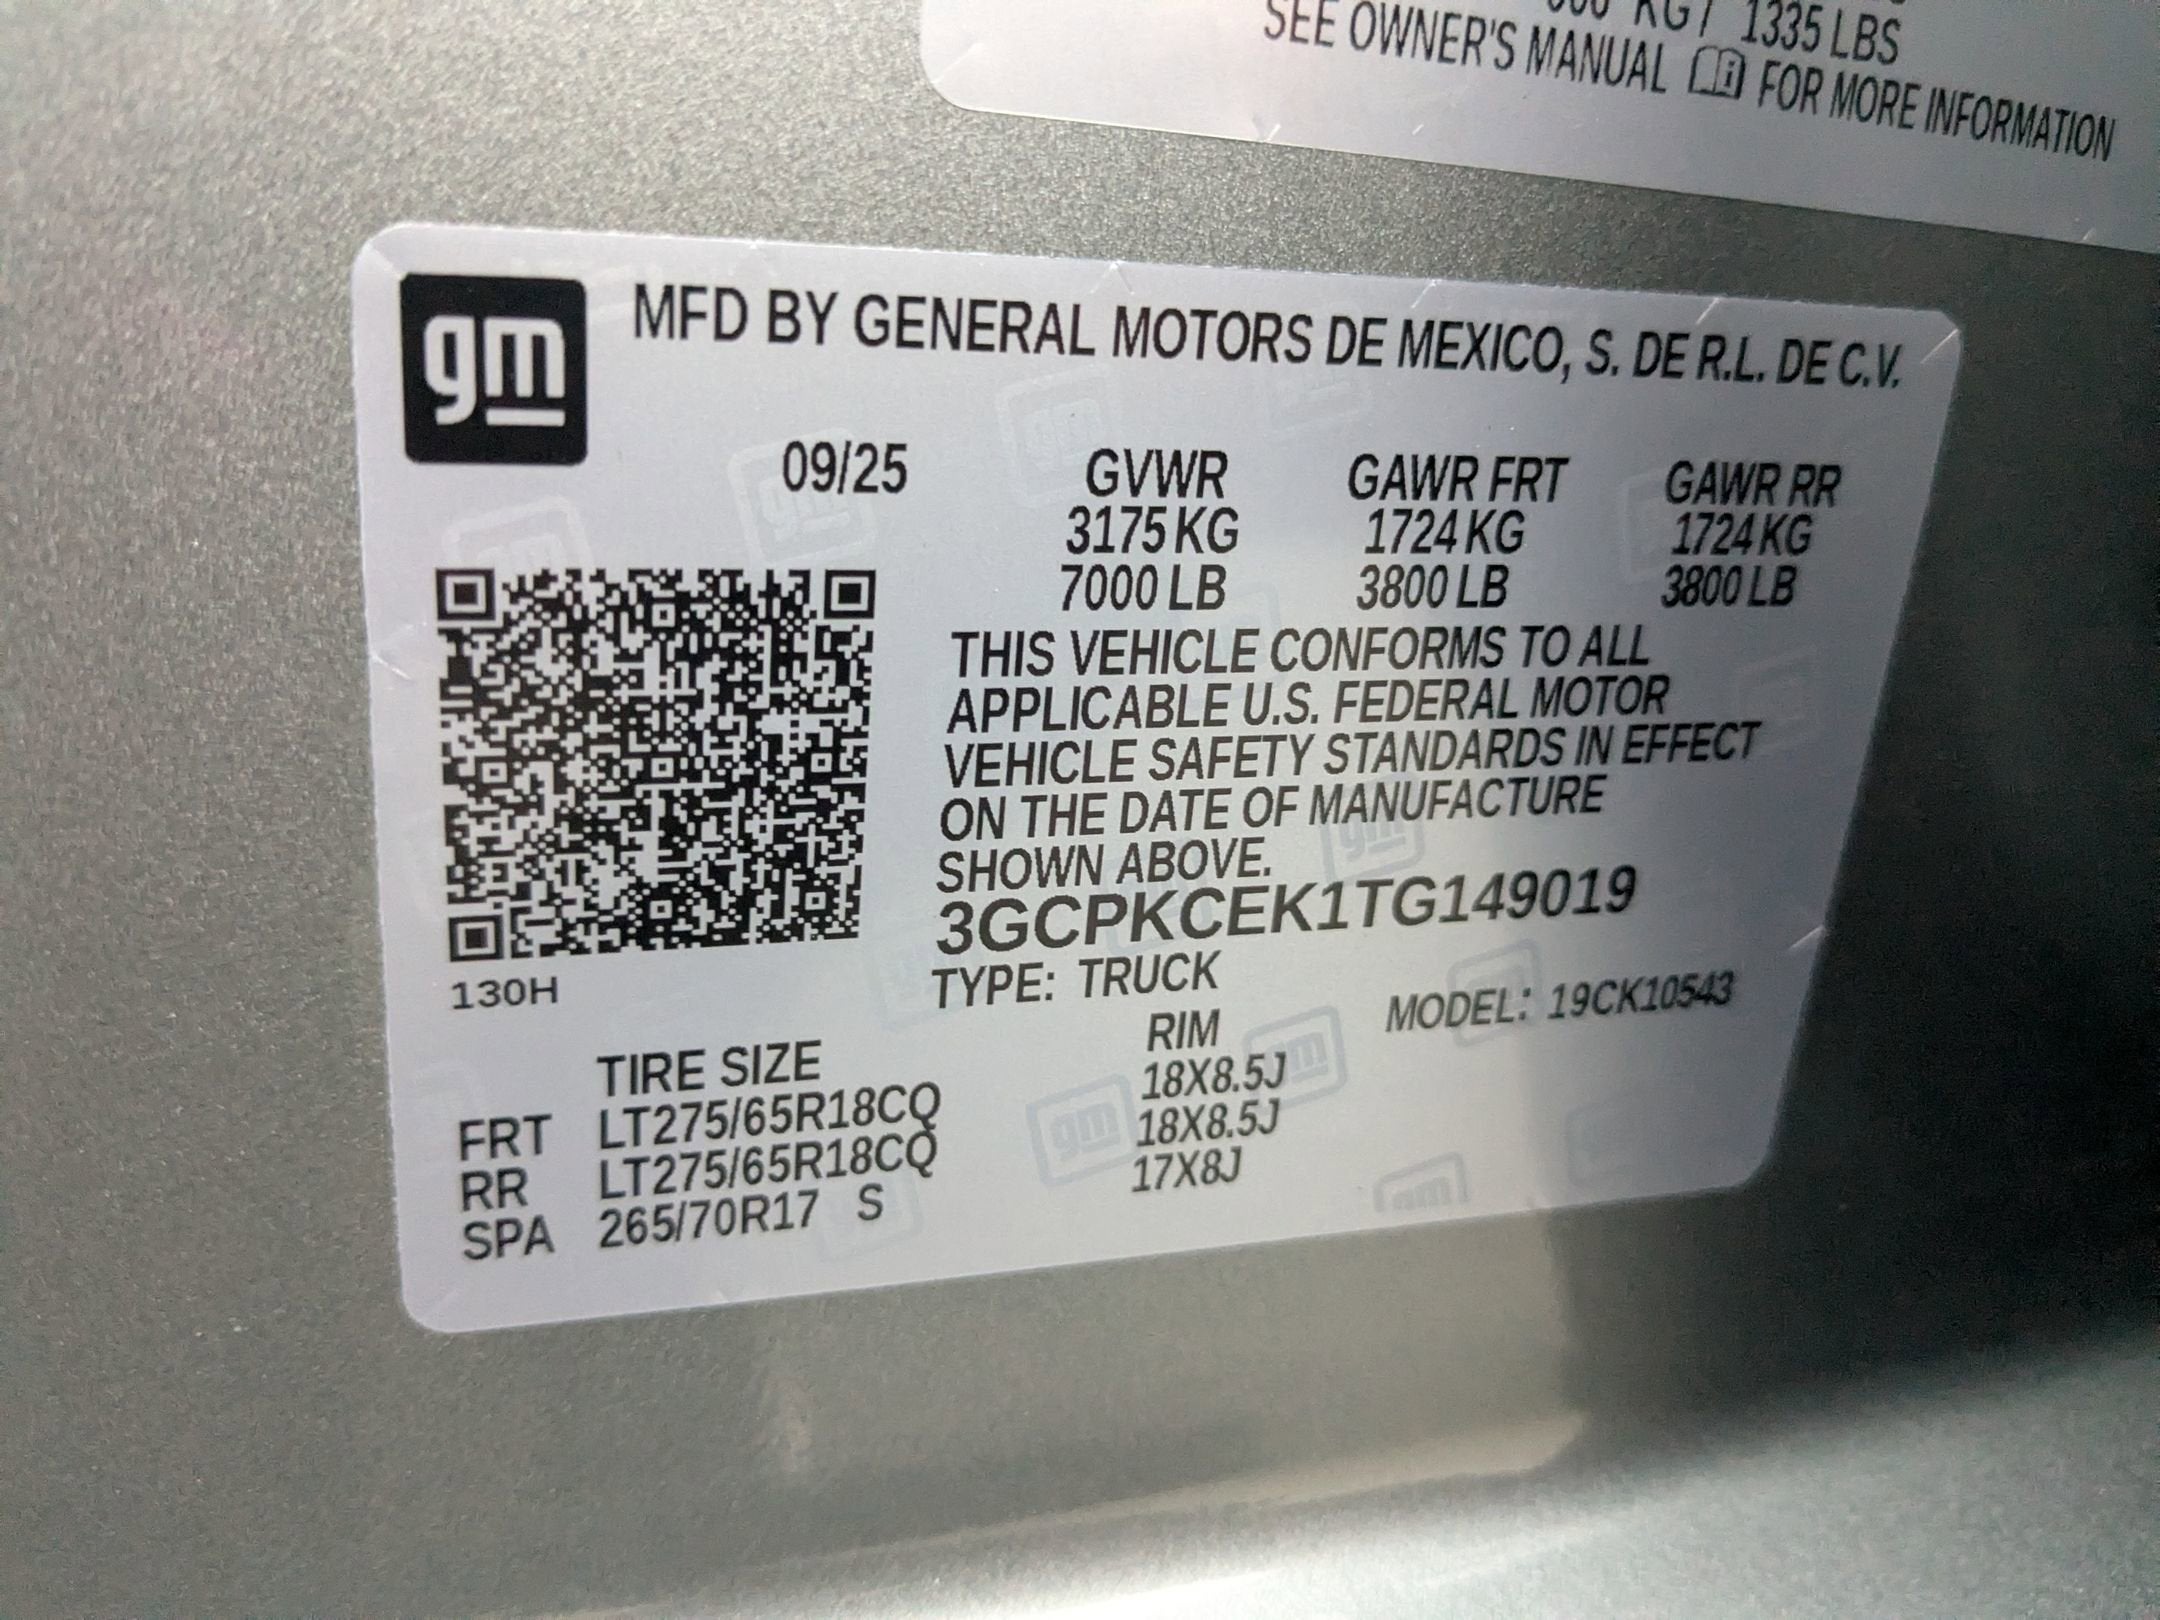 KG / 1335 LBS
SEE OWNER'S MANUAL FOR MORE INFORMATION
gm MFD BY GENERAL MOTORS DE MEXICO, S. DE R.L. DE C.V.
09/25 GVWR GAWR FRT GAWR RR
3175 KG 1724 KG 1724 KG
7000 LB 3800 LB 3800 LB
THIS VEHICLE CONFORMS TO ALL
APPLICABLE U.S. FEDERAL MOTOR
VEHICLE SAFETY STANDARDS IN EFFECT
ON THE DATE OF MANUFACTURE
SHOWN ABOVE.
3GCPKCEK1TG149019
130H TYPE: TRUCK MODEL: 19CK10543
TIRE SIZE RIM
FRT LT275/65R18CQ 18X8.5J
RR LT275/65R18CQ 18X8.5J
SPA 265/70R17 S 17X8J